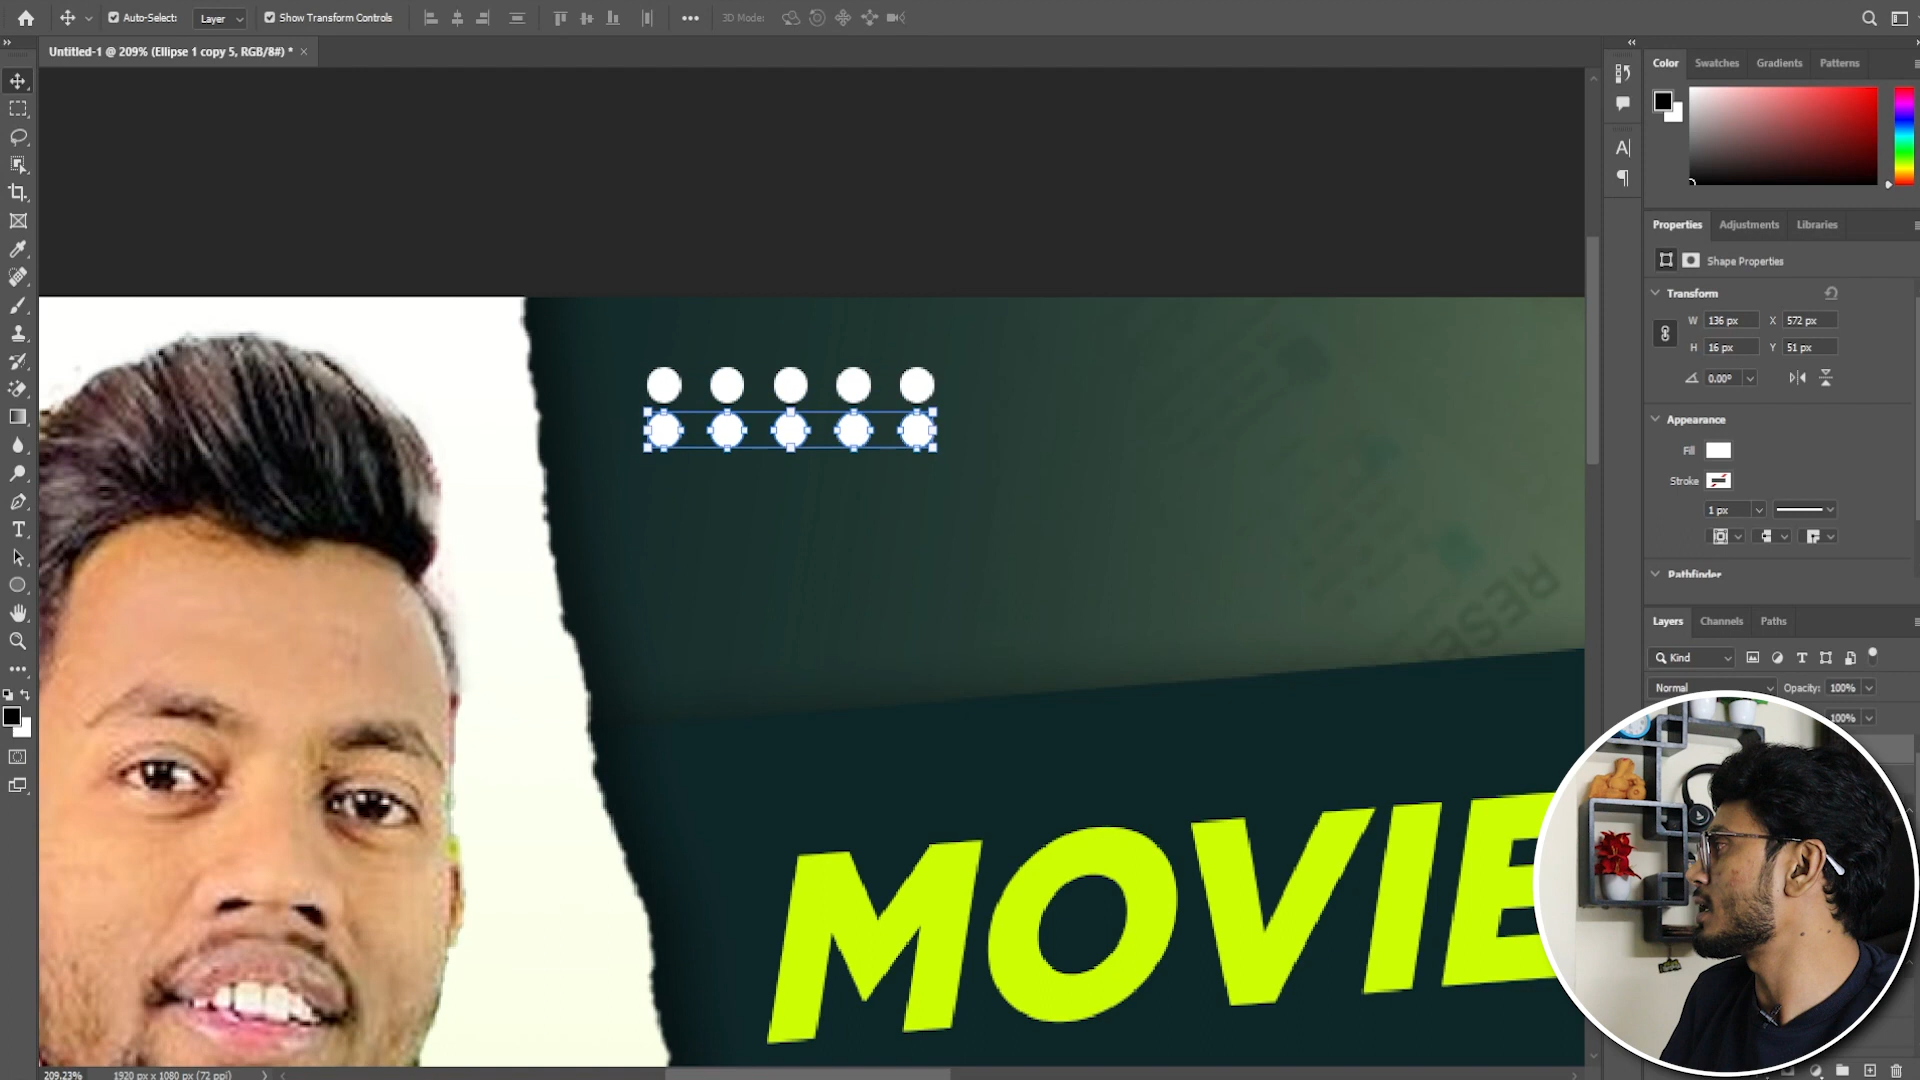 Auto-Select: Layer Show Transform Controls 3D Mode:
Untitled-1 @ 209% (Ellipse 1 copy 5, RGB/8#) *
Color Swatches Gradients Patterns
Properties Adjustments Libraries
Shape Properties
Transform
W 136 px X 572 px
H 16 px Y 51 px
0.00°
Appearance
Fill
Stroke
1 px
Pathfinder
Layers Channels Paths
Kind
Normal Opacity: 100%
100%
RESE
MOVIE
209.23% 1920 px x 1080 px (72 ppi)